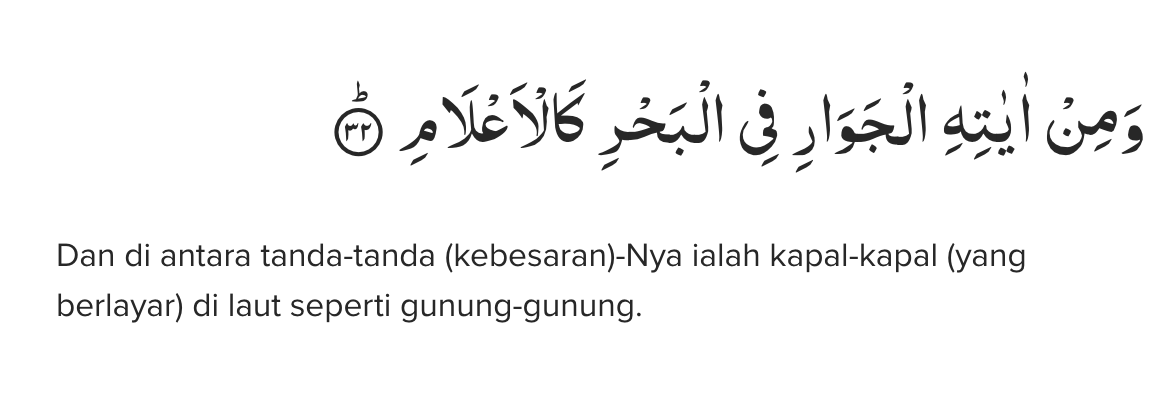 وَمِنْ اٰيٰتِهِ الْجَوَارِ فِى الْبَحْرِ كَالْاَعْلَامِ ۗ ٣٢
Dan di antara tanda-tanda (kebesaran)-Nya ialah kapal-kapal (yang
berlayar) di laut seperti gunung-gunung.